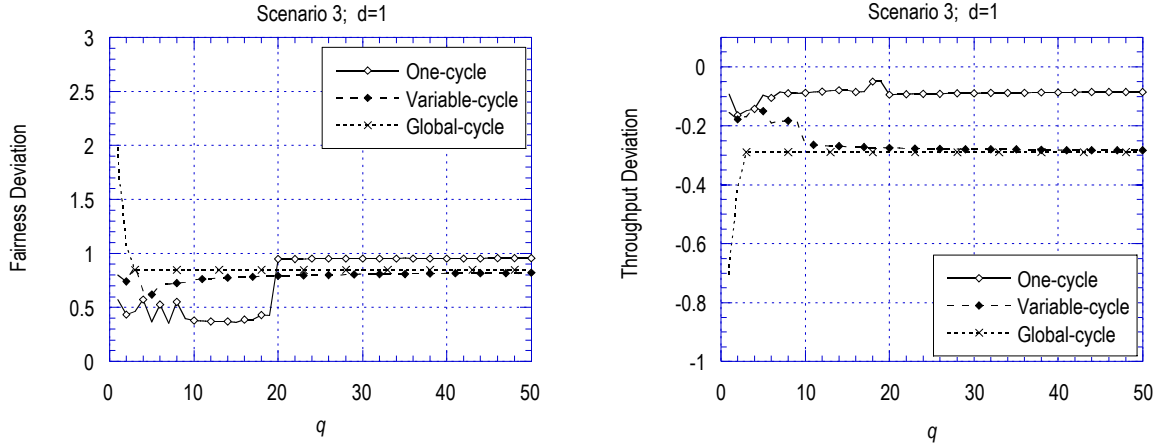 Scenario 3; d=1
Fairness Deviation
3
2.5
2
1.5
1
0.5
0
One-cycle
Variable-cycle
Global-cycle
0 10 20 30 40 50
q
Scenario 3; d=1
Throughput Deviation
0
-0.2
-0.4
-0.6
-0.8
-1
One-cycle
Variable-cycle
Global-cycle
0 10 20 30 40 50
q